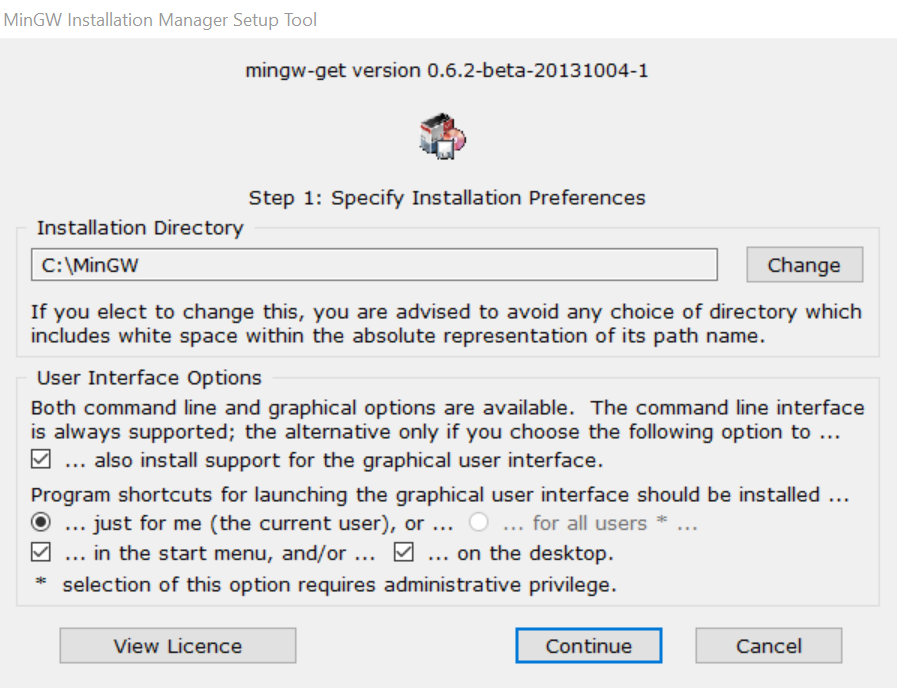 MinGW Installation Manager Setup Tool
mingw-get version 0.6.2-beta-20131004-1
Step 1: Specify Installation Preferences
Installation Directory
C:\MinGW
Change
If you elect to change this, you are advised to avoid any choice of directory which
includes white space within the absolute representation of its path name.
User Interface Options
Both command line and graphical options are available.  The command line interface
is always supported; the alternative only if you choose the following option to ...
... also install support for the graphical user interface.
Program shortcuts for launching the graphical user interface should be installed ...
... just for me (the current user), or ... ... for all users * ...
... in the start menu, and/or ... ... on the desktop.
* selection of this option requires administrative privilege.
View Licence Continue Cancel